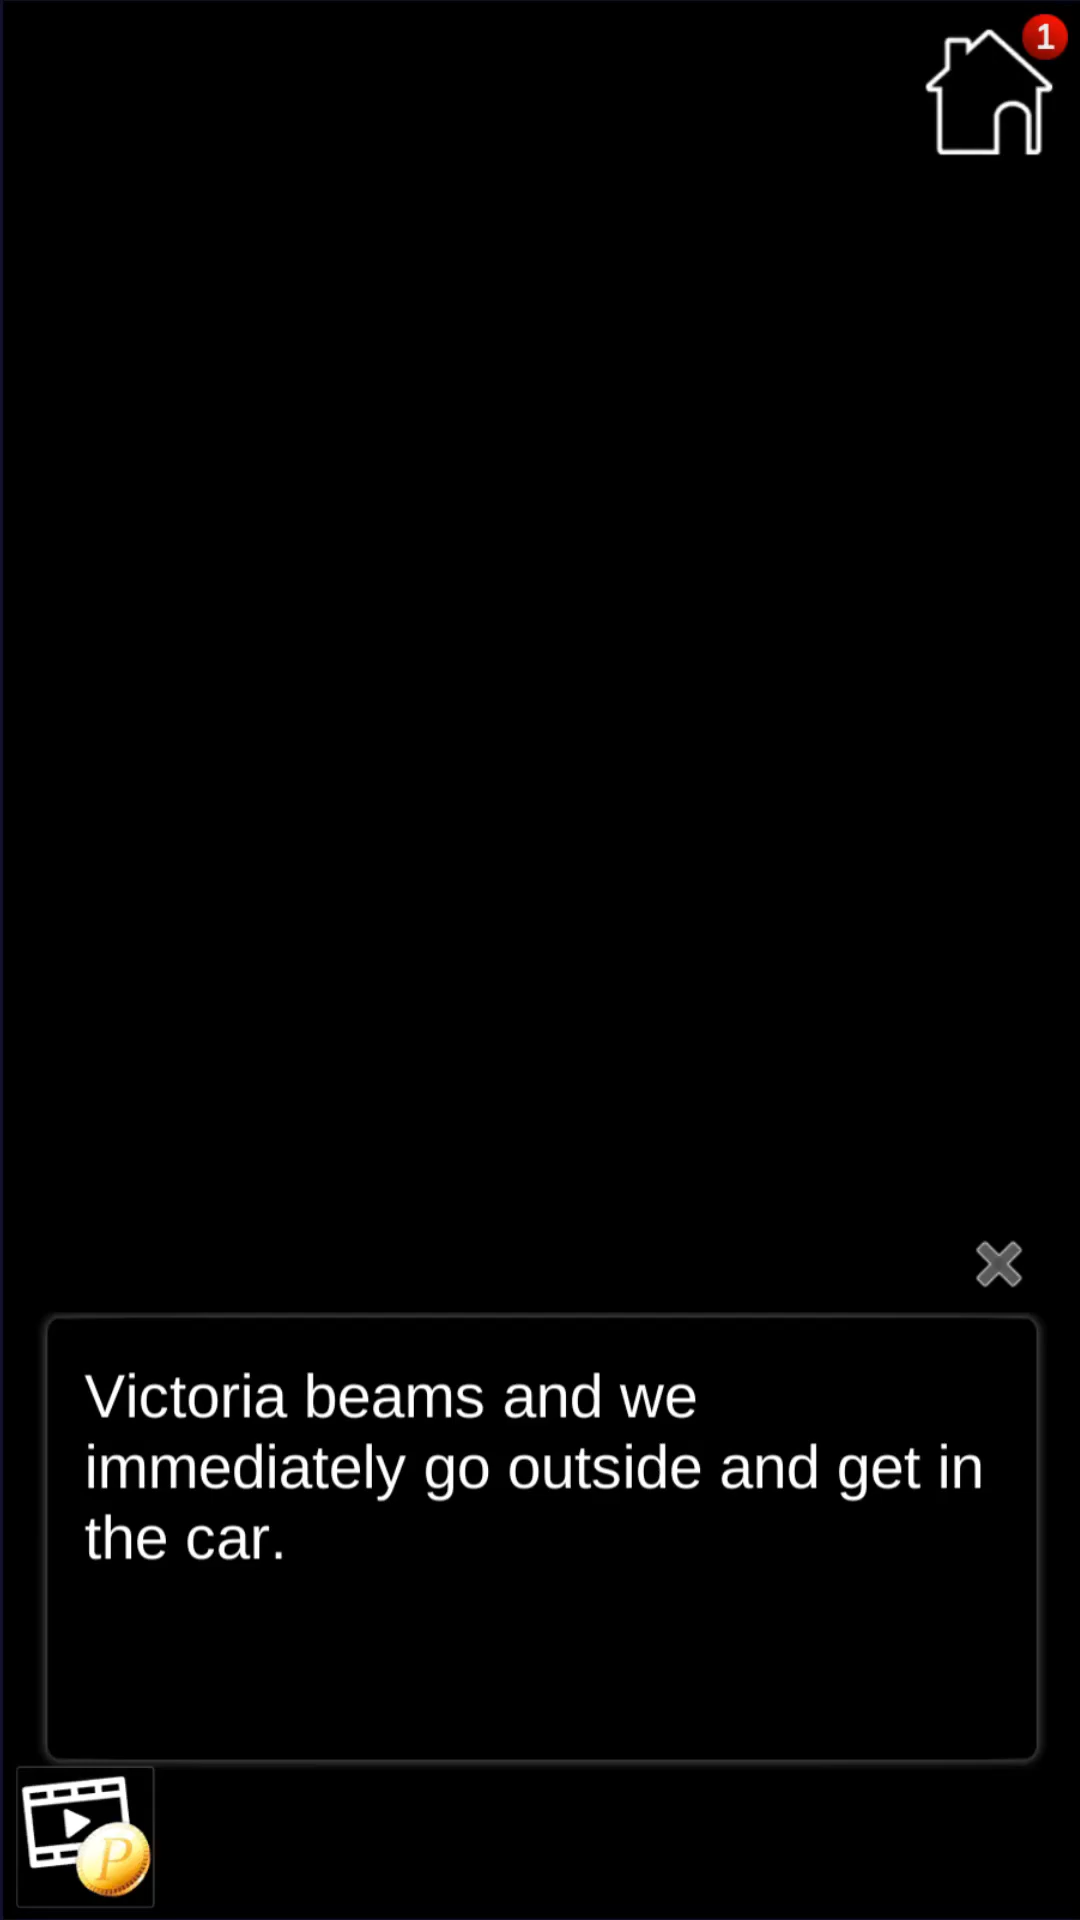 1
Victoria beams and we
immediately go outside and get in
the car.
P